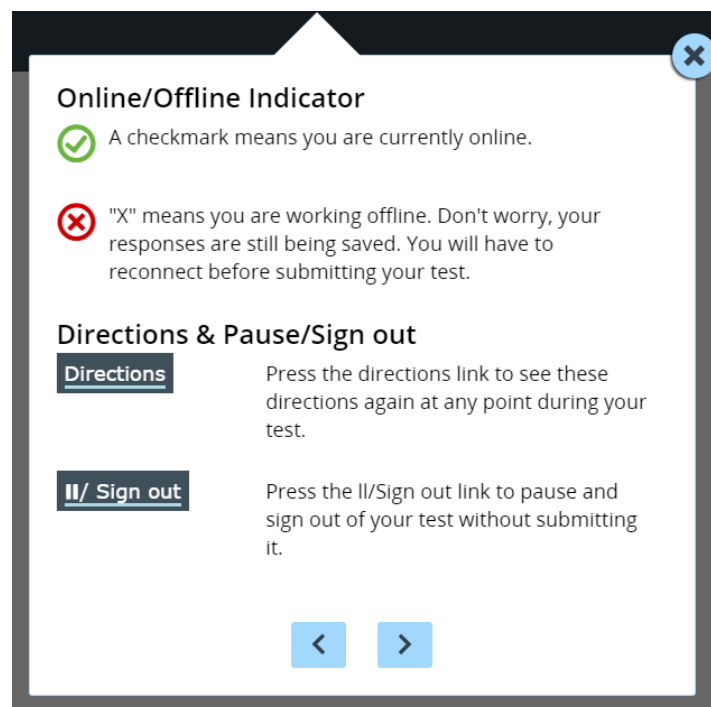 Online/Offline Indicator
A checkmark means you are currently online.
"X" means you are working offline. Don't worry, your
responses are still being saved. You will have to
reconnect before submitting your test.
Directions & Pause/Sign out
Directions
Press the directions link to see these
directions again at any point during your
test.
II/ Sign out
Press the ll/Sign out link to pause and
sign out of your test without submitting
it.